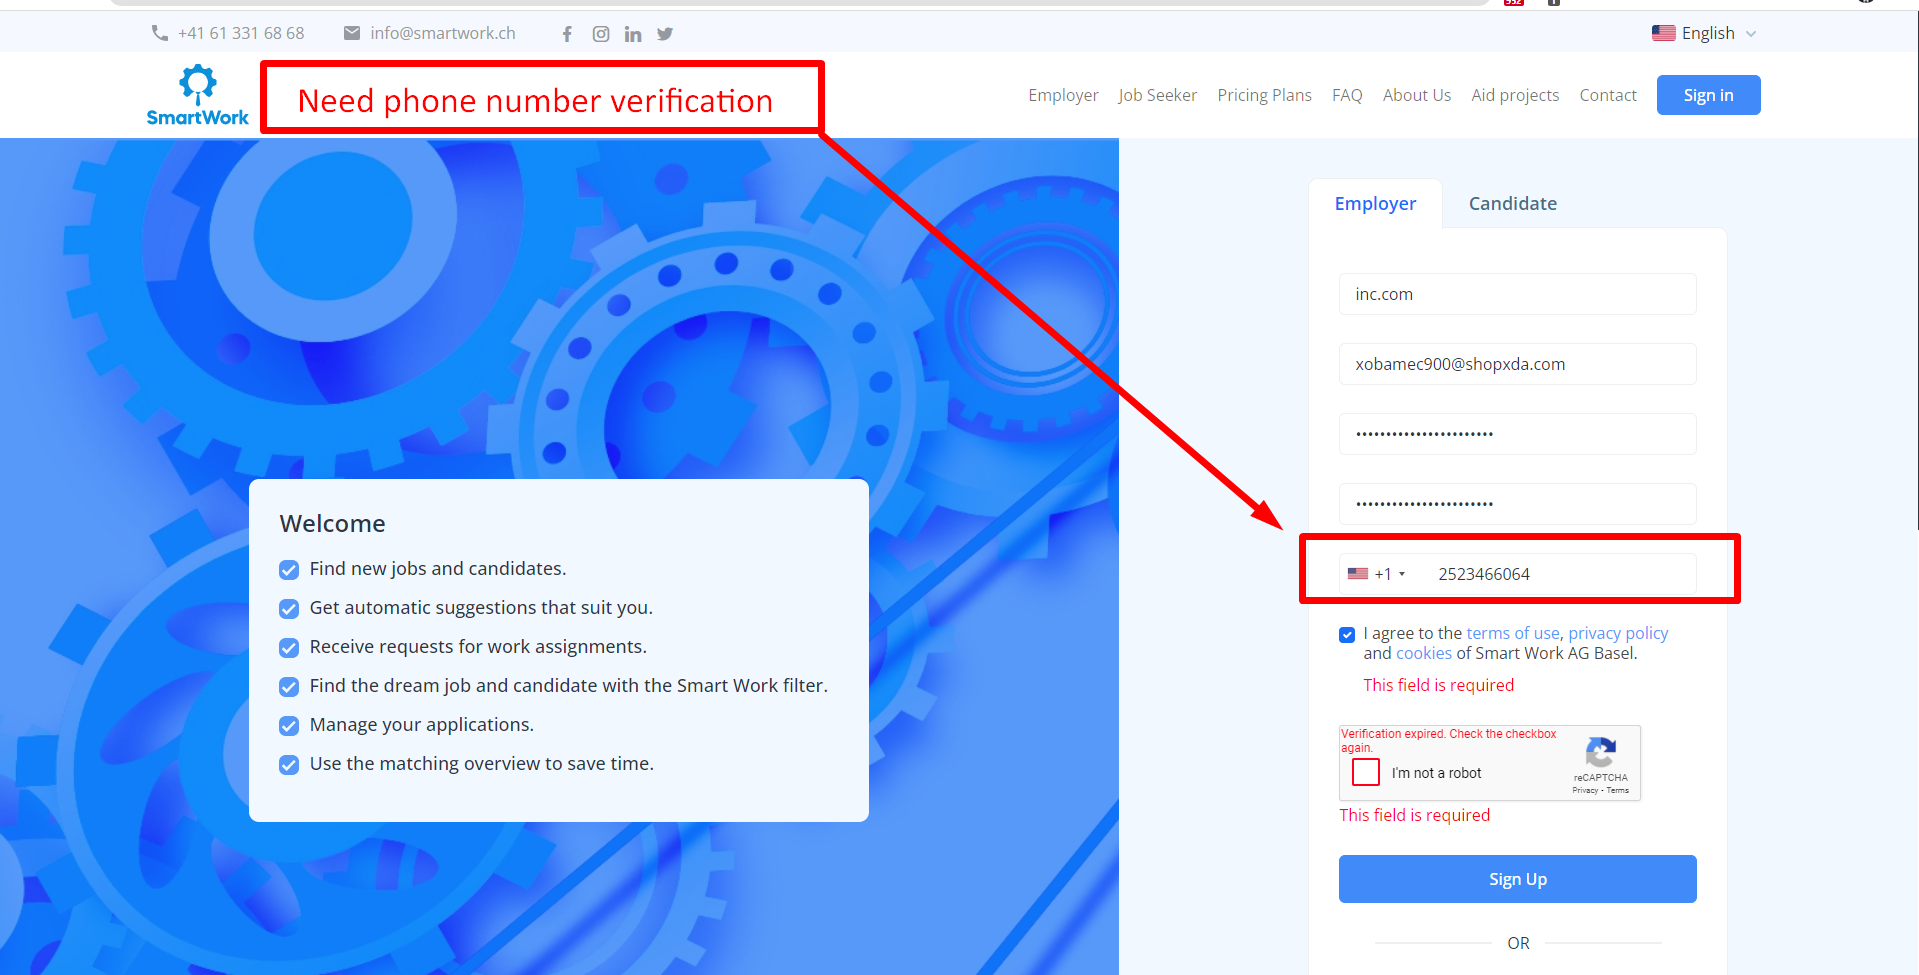 +41 61 331 68 68
info@smartwork.ch
English
SmartWork
Need phone number verification
Employer
Job Seeker
Pricing Plans
FAQ
About Us
Aid projects
Contact
Sign in
Employer
Candidate
inc.com
xobamec900@shopxda.com
+1
2523466064
I agree to the terms of use, privacy policy
and cookies of Smart Work AG Basel.
This field is required
Verification expired. Check the checkbox
again.
I'm not a robot
reCAPTCHA
Privacy - Terms
This field is required
Sign Up
OR
Welcome
Find new jobs and candidates.
Get automatic suggestions that suit you.
Receive requests for work assignments.
Find the dream job and candidate with the Smart Work filter.
Manage your applications.
Use the matching overview to save time.